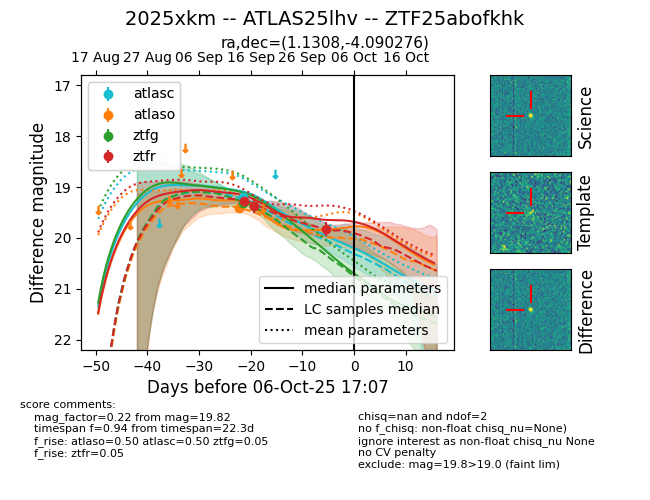 2025xkm -- ATLAS25lhv -- ZTF25abofkhk
ra,dec=(1.1308,-4.090276)
17 Aug 27 Aug 06 Sep 16 Sep 26 Sep 06 Oct 16 Oct
17
18
19
20
21
22
Difference magnitude
atlasc
atlaso
ztfg
ztfr
median parameters
LC samples median
mean parameters
−50 −40 −30 −20 −10 0 10
Days before 06-Oct-25 17:07
Science
Template
Difference
score comments:
mag_factor=0.22 from mag=19.82
timespan f=0.94 from timespan=22.3d
f_rise: atlaso=0.50 atlasc=0.50 ztfg=0.05
f_rise: ztfr=0.05
chisq=nan and ndof=2
no f_chisq: non-float chisq_nu=None)
ignore interest as non-float chisq_nu None
no CV penalty
exclude: mag=19.8>19.0 (faint lim)